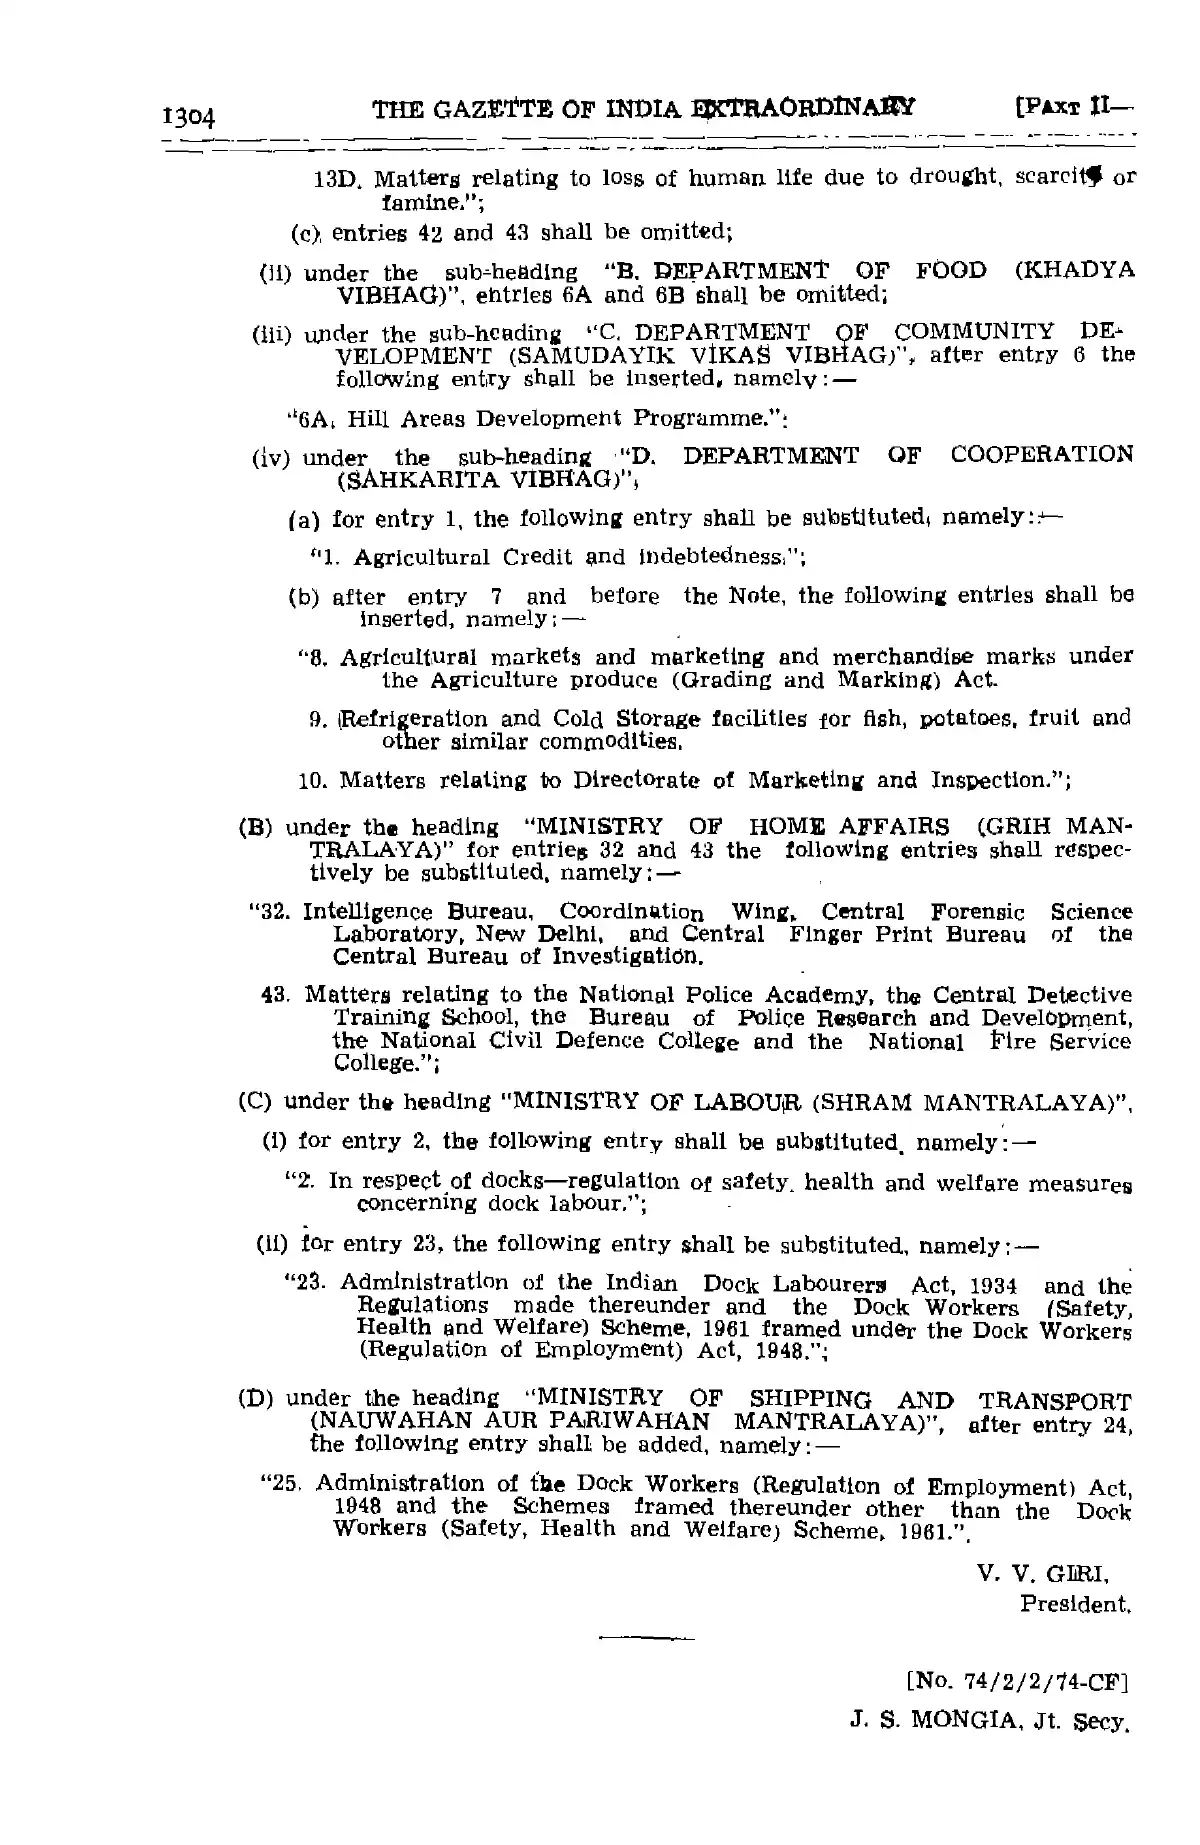 1304 THE GAZETTE OF INDIA EXTRAORDINARY [PART II—
13D. Matters relating to loss of human life due to drought, scarcity or
famine.";
(c) entries 42 and 43 shall be omitted;
(ii) under the sub-heading "B. DEPARTMENT OF FOOD (KHADYA
VIBHAG)", entries 6A and 6B shall be omitted;
(iii) under the sub-heading "C. DEPARTMENT OF COMMUNITY DE-
VELOPMENT (SAMUDAYIK VIKAS VIBHAG)", after entry 6 the
following entry shall be inserted, namely:—
"6A. Hill Areas Development Programme.";
(iv) under the sub-heading "D. DEPARTMENT OF COOPERATION
(SAHKARITA VIBHAG)",
(a) for entry 1, the following entry shall be substituted, namely:—
"1. Agricultural Credit and indebtedness.";
(b) after entry 7 and before the Note, the following entries shall be
inserted, namely:—
"8. Agricultural markets and marketing and merchandise marks under
the Agriculture produce (Grading and Marking) Act.
9. Refrigeration and Cold Storage facilities for fish, potatoes, fruit and
other similar commodities.
10. Matters relating to Directorate of Marketing and Inspection.";
(B) under the heading "MINISTRY OF HOME AFFAIRS (GRIH MAN-
TRALAYA)" for entries 32 and 43 the following entries shall respec-
tively be substituted, namely:—
"32. Intelligence Bureau, Coordination Wing, Central Forensic Science
Laboratory, New Delhi, and Central Finger Print Bureau of the
Central Bureau of Investigation.
43. Matters relating to the National Police Academy, the Central Detective
Training School, the Bureau of Police Research and Development,
the National Civil Defence College and the National Fire Service
College.";
(C) under the heading "MINISTRY OF LABOUR (SHRAM MANTRALAYA)",
(i) for entry 2, the following entry shall be substituted, namely:—
"2. In respect of docks—regulation of safety, health and welfare measures
concerning dock labour.";
(ii) for entry 23, the following entry shall be substituted, namely:—
"23. Administration of the Indian Dock Labourers Act, 1934 and the
Regulations made thereunder and the Dock Workers (Safety,
Health and Welfare) Scheme, 1961 framed under the Dock Workers
(Regulation of Employment) Act, 1948.";
(D) under the heading "MINISTRY OF SHIPPING AND TRANSPORT
(NAUWAHAN AUR PARIWAHAN MANTRALAYA)", after entry 24,
the following entry shall be added, namely:—
"25. Administration of the Dock Workers (Regulation of Employment) Act,
1948 and the Schemes framed thereunder other than the Dock
Workers (Safety, Health and Welfare) Scheme, 1961.".
V. V. GIRI,
President.
[No. 74/2/2/74-CF]
J. S. MONGIA, Jt. Secy.